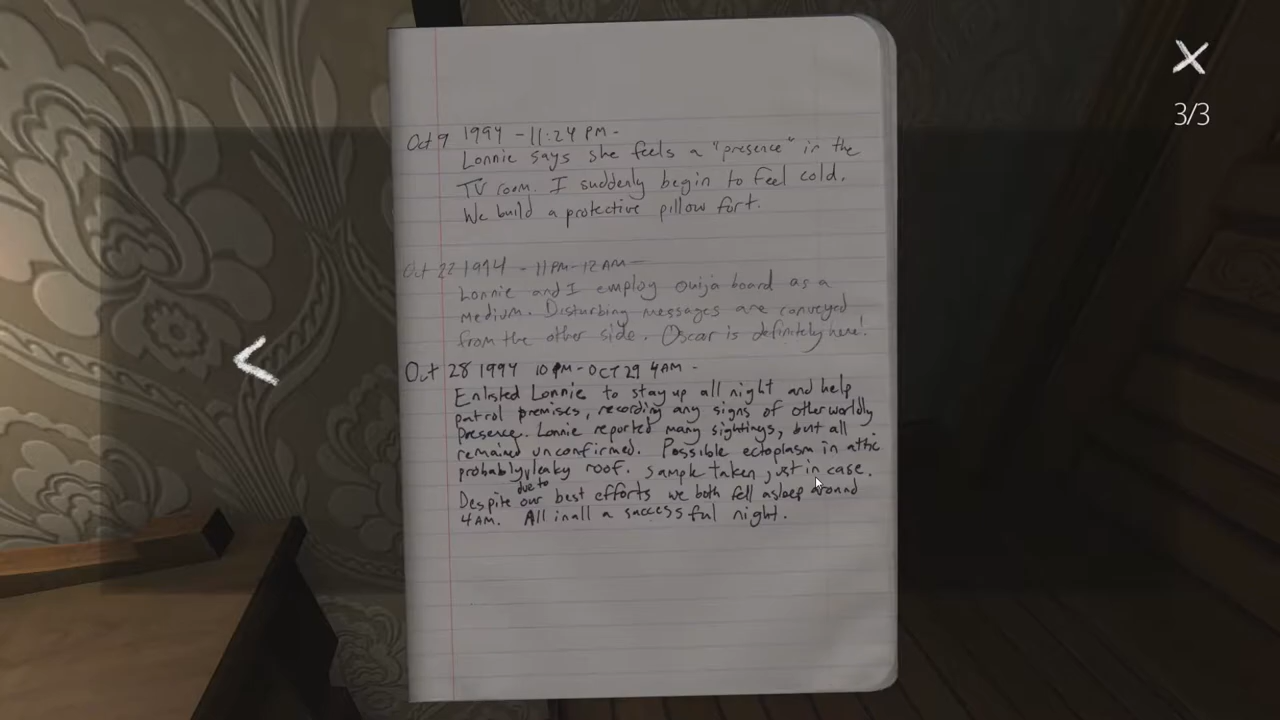 3/3
Oct 9 1994 - 11:24 PM -
Lonnie says she feels a "presence" in the
TV room. I suddenly begin to feel cold.
We build a protective pillow fort.
Oct 22 1994 - 11PM - 12AM -
Lonnie and I employ ouija board as a
medium. Disturbing messages are conveyed
from the other side. Oscar is definitely here!
Oct 28 1994 10PM - OCT 29 4AM -
Enlisted Lonnie to stay up all night and help
patrol premises, recording any signs of otherworldly
presence. Lonnie reported many sightings, but all
remained unconfirmed. Possible ectoplasm in attic
probably leaky roof. Sample taken just in case.
due to
Despite our best efforts we both fell asleep around
4AM. All in all a successful night.